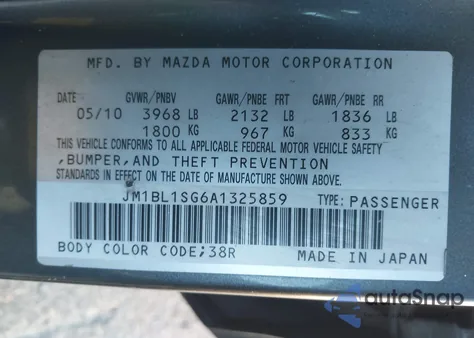 MFD. BY MAZDA MOTOR CORPORATION
DATE GVWR/PNBV GAWR/PNBE FRT GAWR/PNBE RR
05/10 3968 LB 2132 LB 1836 LB
1800 KG 967 KG 833 KG
THIS VEHICLE CONFORMS TO ALL APPLICABLE FEDERAL MOTOR VEHICLE SAFETY
,BUMPER,AND THEFT PREVENTION
STANDARDS IN EFFECT ON THE DATE OF MANUFACTURE SHOWN ABOVE.
JM1BL1SG6A1325859 TYPE: PASSENGER
BODY COLOR CODE;38R MADE IN JAPAN
autoSnap